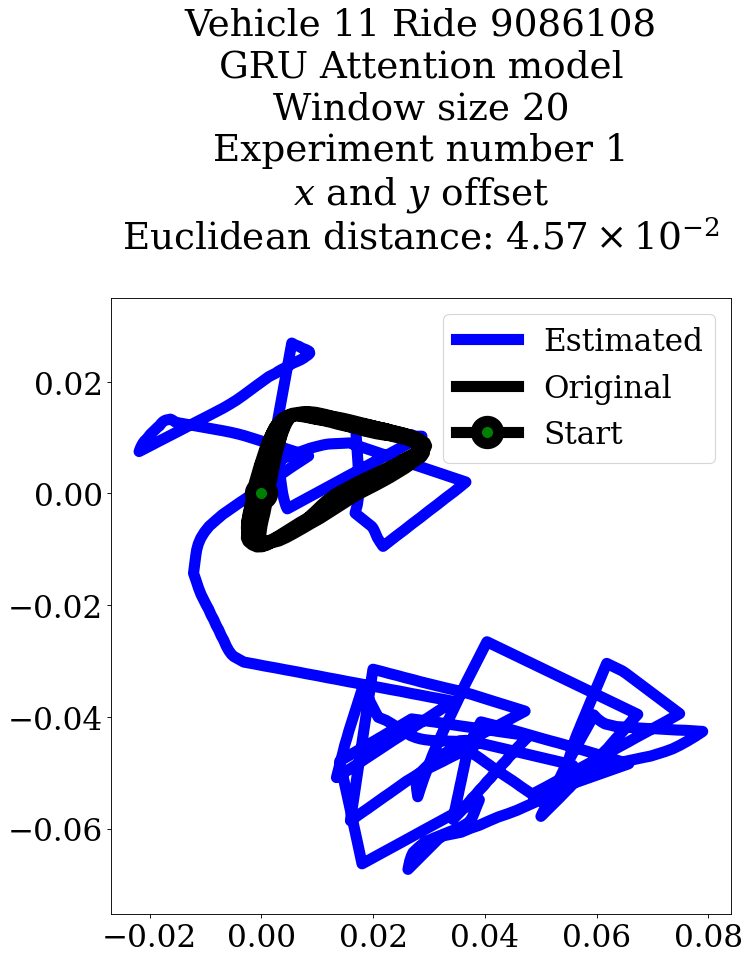 Vehicle 11 Ride 9086108
GRU Attention model
Window size 20
Experiment number 1
x and y offset
Euclidean distance: 4.57 × 10⁻²
Estimated
Original
Start
0.02
0.00
−0.02
−0.04
−0.06
−0.02 0.00 0.02 0.04 0.06 0.08